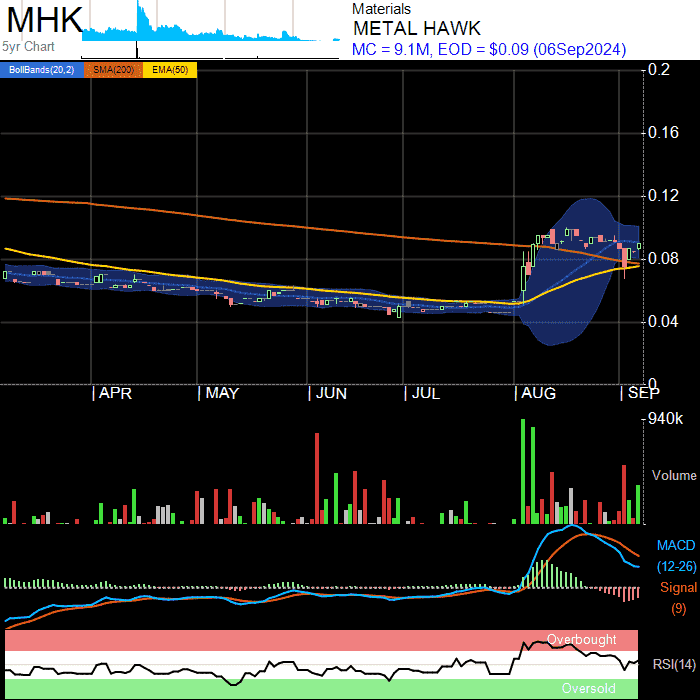 MHK
5yr Chart
Materials
METAL HAWK
MC = 9.1M, EOD = $0.09 (06Sep2024)
BollBands(20,2) SMA(200) EMA(50)
0.2
0.16
0.12
0.08
0.04
0
APR MAY JUN JUL AUG SEP
940k
Volume
MACD
(12-26)
Signal
(9)
Overbought
RSI(14)
Oversold